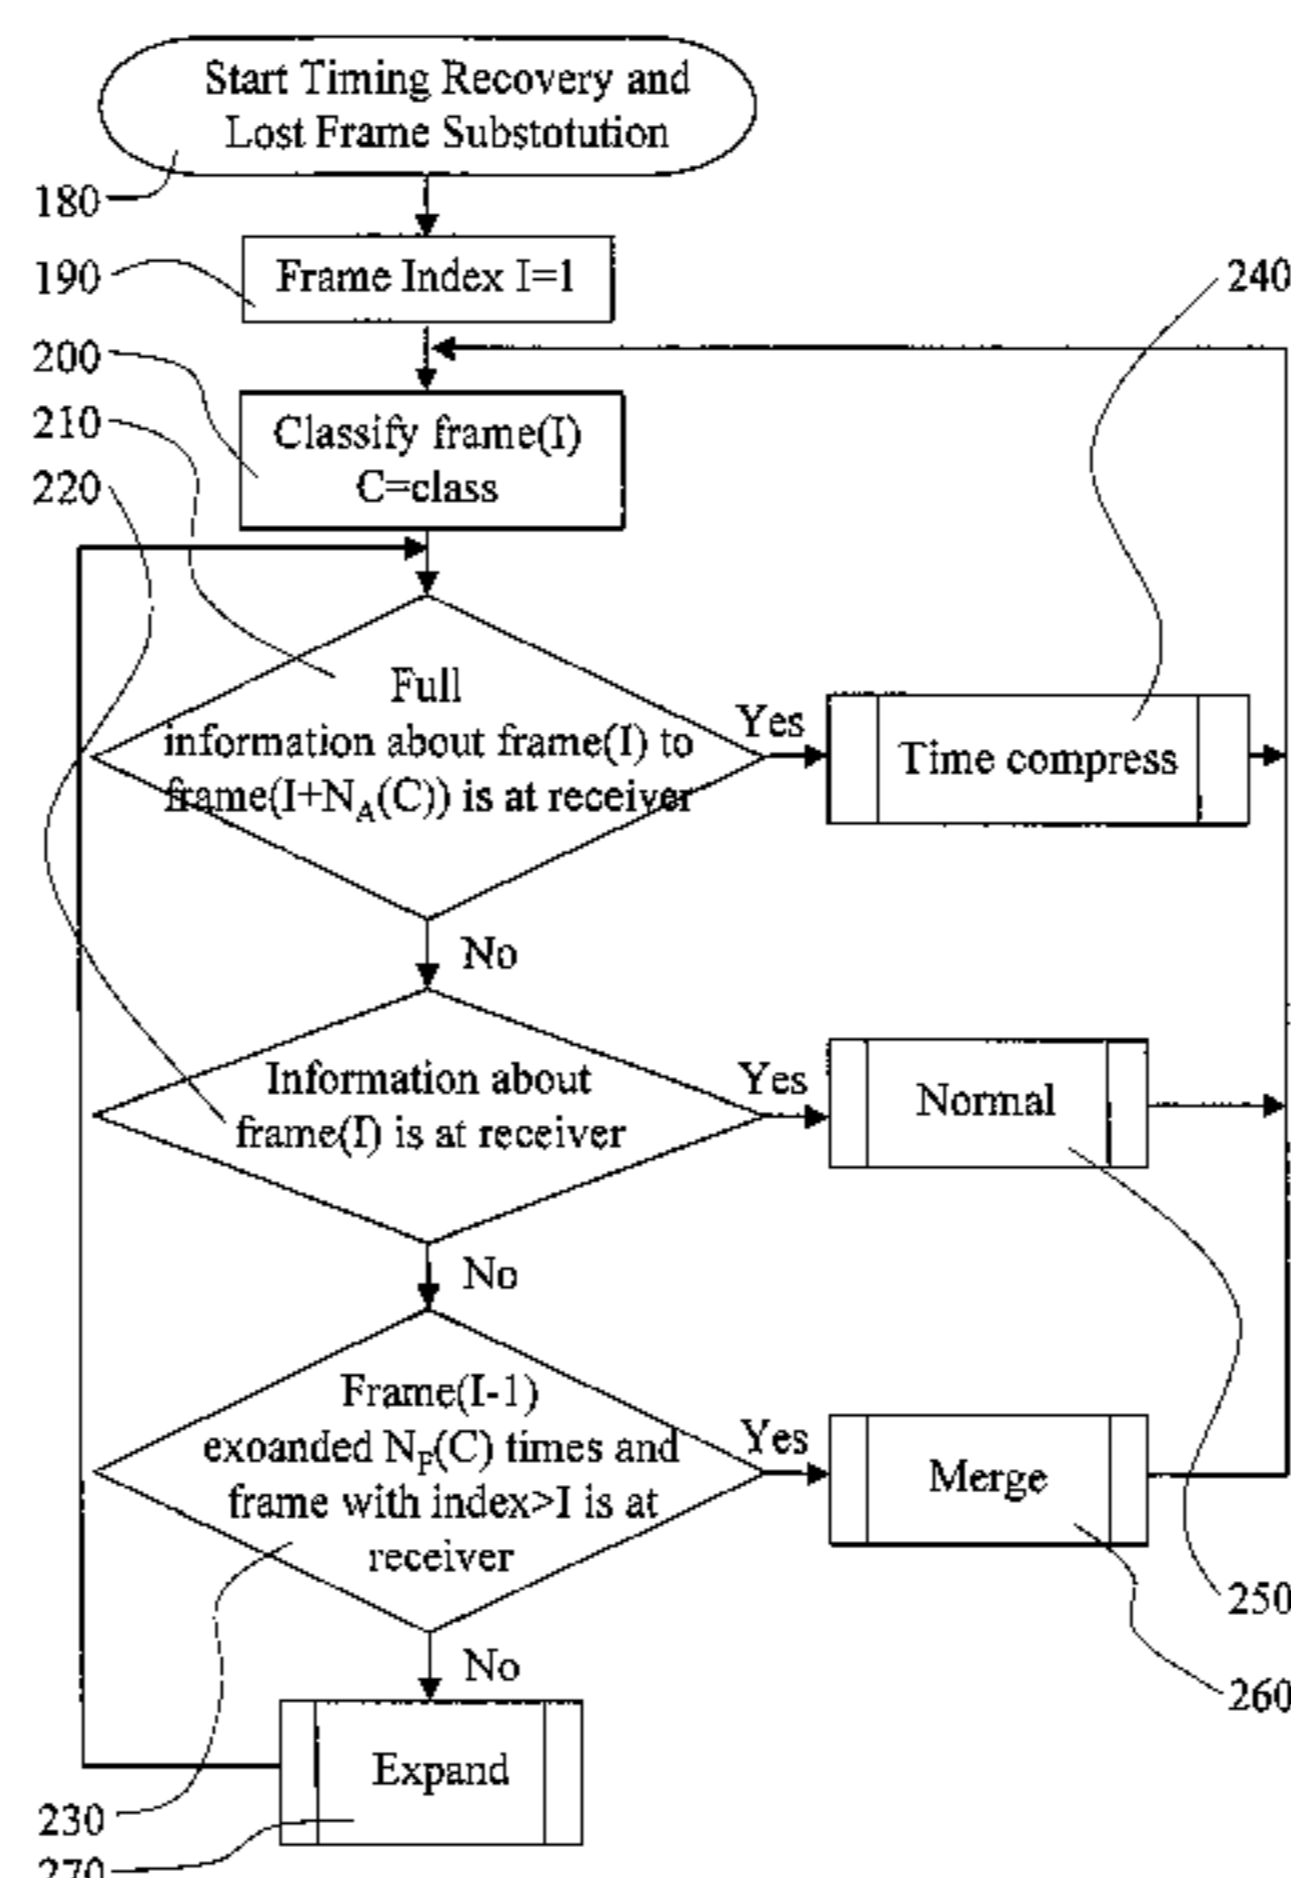 Start Timing Recovery and
Lost Frame Substotution
180
190
Frame Index I=1
240
200
210
220
Classify frame(I)
C=class
Full
information about frame(I) to
frame(I+N_A(C)) is at receiver
Yes
Time compress
No
Information about
frame(I) is at receiver
Yes
Normal
No
Frame(I-1)
exoanded N_P(C) times and
frame with index>I is at
receiver
Yes
Merge
250
260
No
Expand
230
270